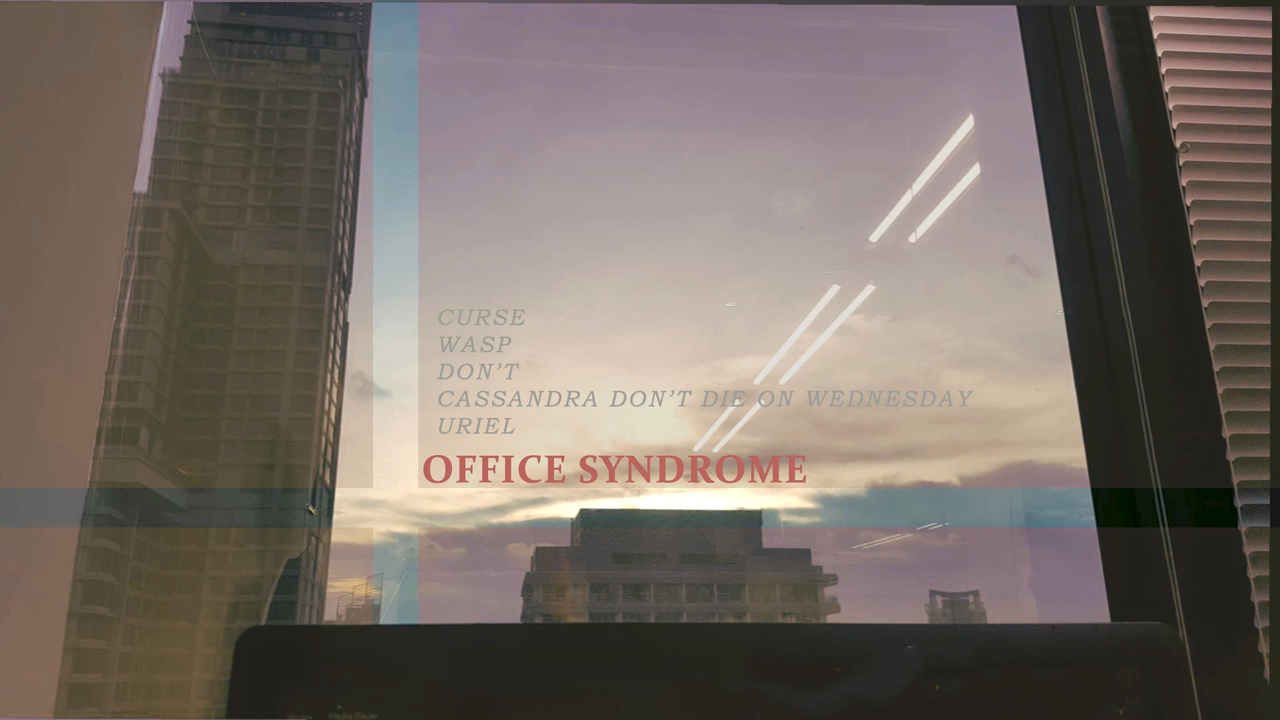 CURSE
WASP
DON'T
CASSANDRA DON'T DIE ON WEDNESDAY
URIEL
OFFICE SYNDROME